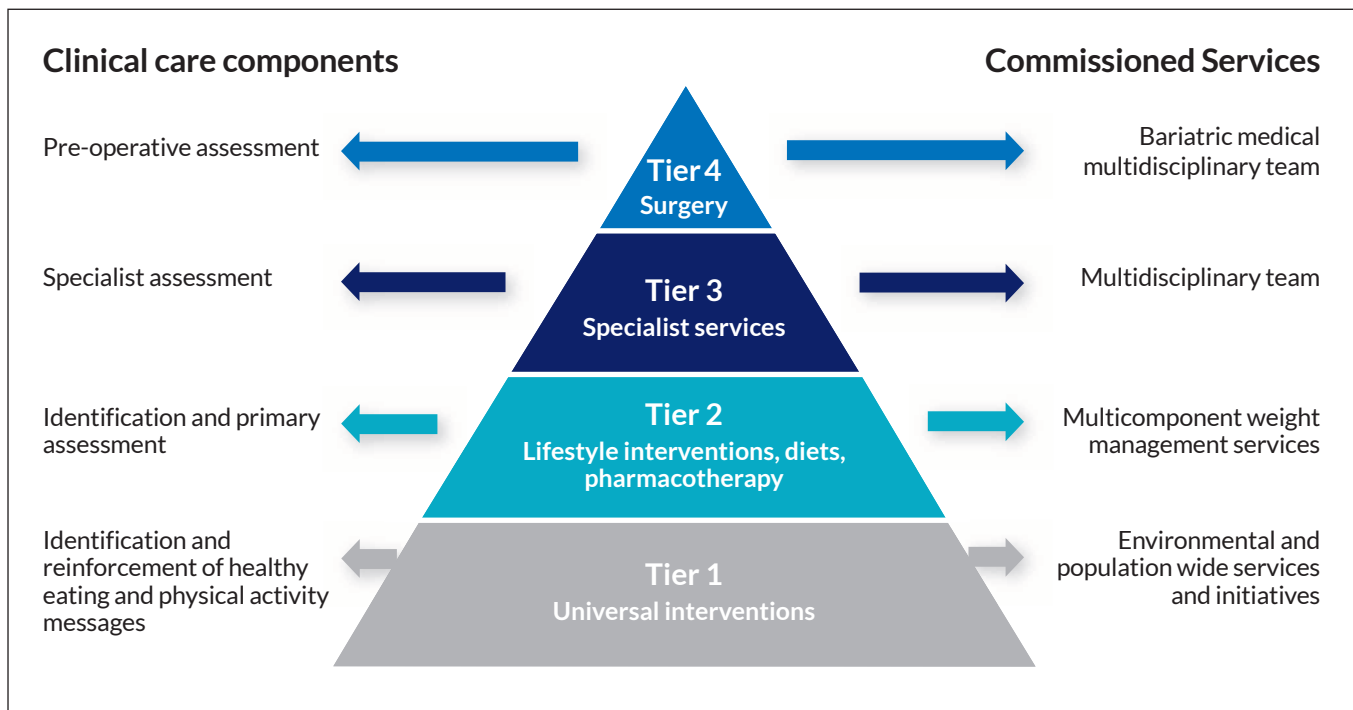 Clinical care components
Commissioned Services
Pre-operative assessment
Tier 4
Surgery
Bariatric medical
multidisciplinary team
Specialist assessment
Tier 3
Specialist services
Multidisciplinary team
Identification and primary
assessment
Tier 2
Lifestyle interventions, diets,
pharmacotherapy
Multicomponent weight
management services
Identification and
reinforcement of healthy
eating and physical activity
messages
Tier 1
Universal interventions
Environmental and
population wide services
and initiatives